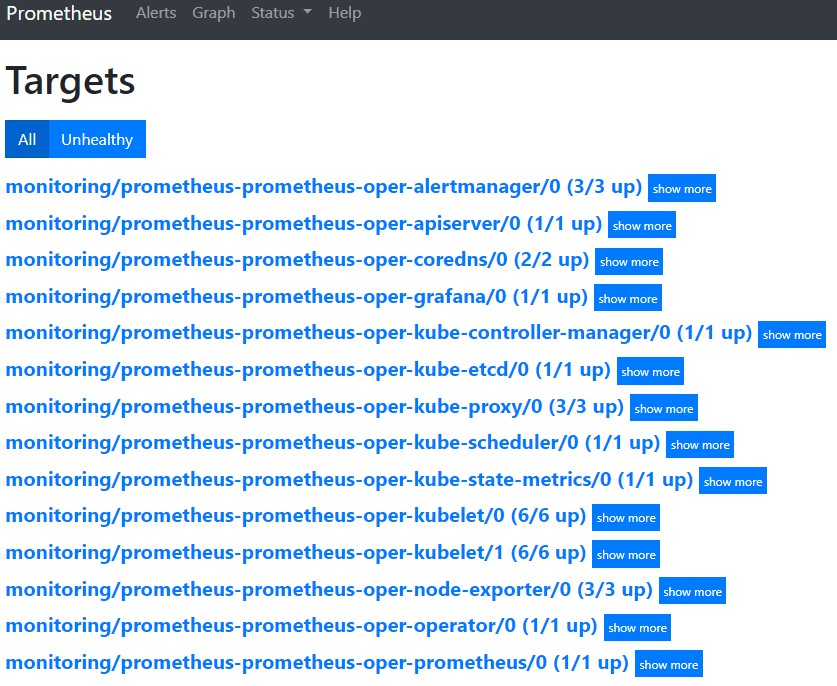 Prometheus Alerts Graph Status Help
Targets
All Unhealthy
monitoring/prometheus-prometheus-oper-alertmanager/0 (3/3 up) show more
monitoring/prometheus-prometheus-oper-apiserver/0 (1/1 up) show more
monitoring/prometheus-prometheus-oper-coredns/0 (2/2 up) show more
monitoring/prometheus-prometheus-oper-grafana/0 (1/1 up) show more
monitoring/prometheus-prometheus-oper-kube-controller-manager/0 (1/1 up) show more
monitoring/prometheus-prometheus-oper-kube-etcd/0 (1/1 up) show more
monitoring/prometheus-prometheus-oper-kube-proxy/0 (3/3 up) show more
monitoring/prometheus-prometheus-oper-kube-scheduler/0 (1/1 up) show more
monitoring/prometheus-prometheus-oper-kube-state-metrics/0 (1/1 up) show more
monitoring/prometheus-prometheus-oper-kubelet/0 (6/6 up) show more
monitoring/prometheus-prometheus-oper-kubelet/1 (6/6 up) show more
monitoring/prometheus-prometheus-oper-node-exporter/0 (3/3 up) show more
monitoring/prometheus-prometheus-oper-operator/0 (1/1 up) show more
monitoring/prometheus-prometheus-oper-prometheus/0 (1/1 up) show more